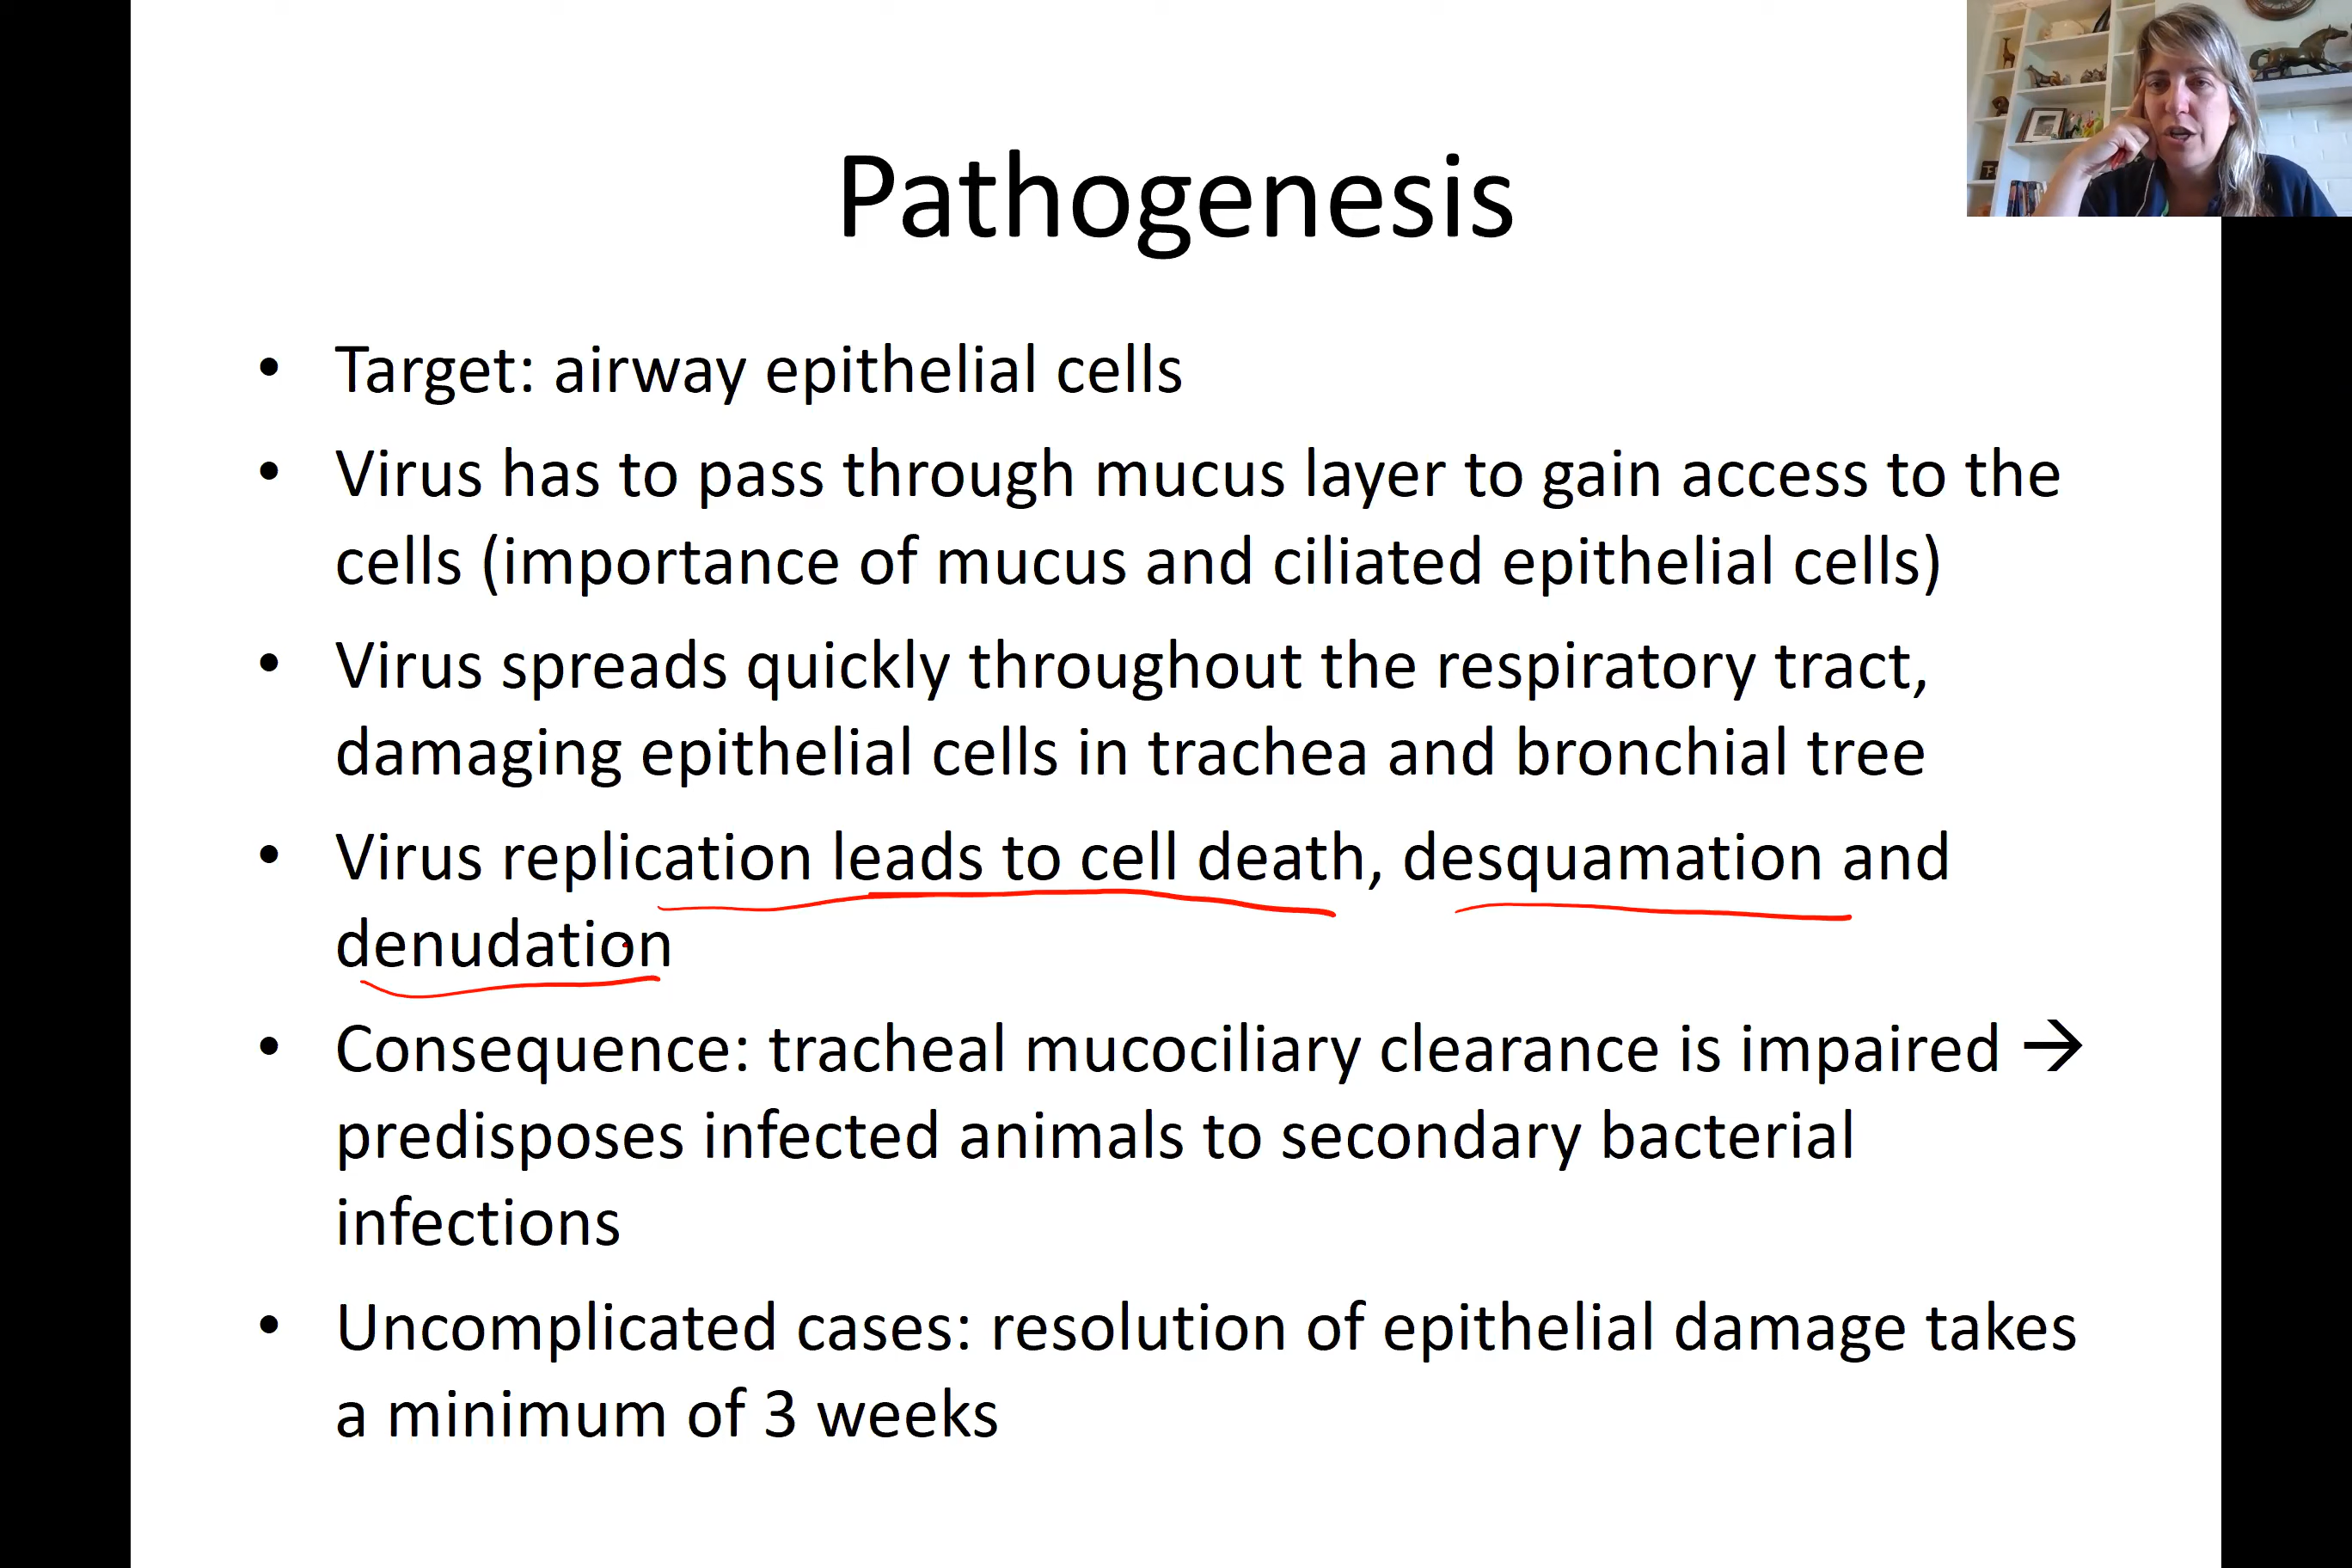 Pathogenesis
• Target: airway epithelial cells
• Virus has to pass through mucus layer to gain access to the
cells (importance of mucus and ciliated epithelial cells)
• Virus spreads quickly throughout the respiratory tract,
damaging epithelial cells in trachea and bronchial tree
• Virus replication leads to cell death, desquamation and
denudation
• Consequence: tracheal mucociliary clearance is impaired →
predisposes infected animals to secondary bacterial
infections
• Uncomplicated cases: resolution of epithelial damage takes
a minimum of 3 weeks